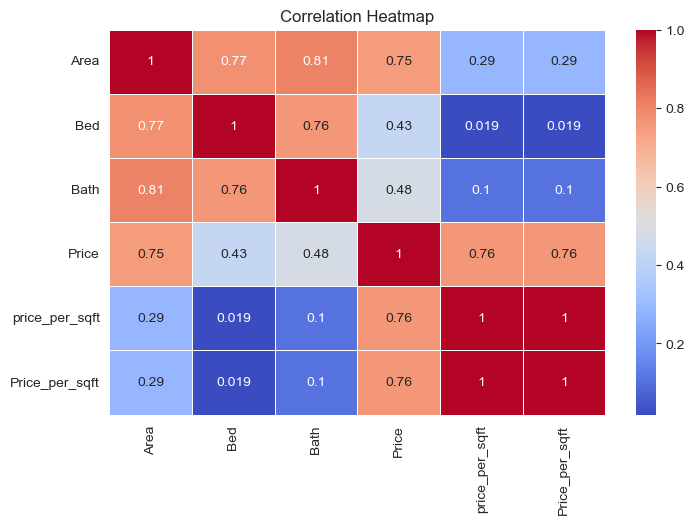 Correlation Heatmap
Area 1 0.77 0.81 0.75 0.29 0.29
Bed 0.77 1 0.76 0.43 0.019 0.019
Bath 0.81 0.76 1 0.48 0.1 0.1
Price 0.75 0.43 0.48 1 0.76 0.76
price_per_sqft 0.29 0.019 0.1 0.76 1 1
Price_per_sqft 0.29 0.019 0.1 0.76 1 1
Area Bed Bath Price price_per_sqft Price_per_sqft
1.0
0.8
0.6
0.4
0.2